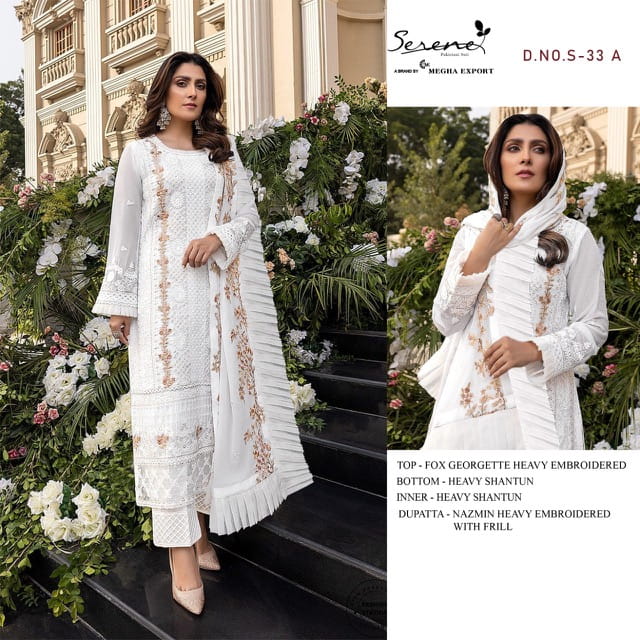 Serene
Pakistani Suit
A BRAND BY MEGHA EXPORT
D.NO.S-33 A
TOP - FOX GEORGETTE HEAVY EMBROIDERED
BOTTOM - HEAVY SHANTUN
INNER - HEAVY SHANTUN
DUPATTA - NAZMIN HEAVY EMBROIDERED
WITH FRILL